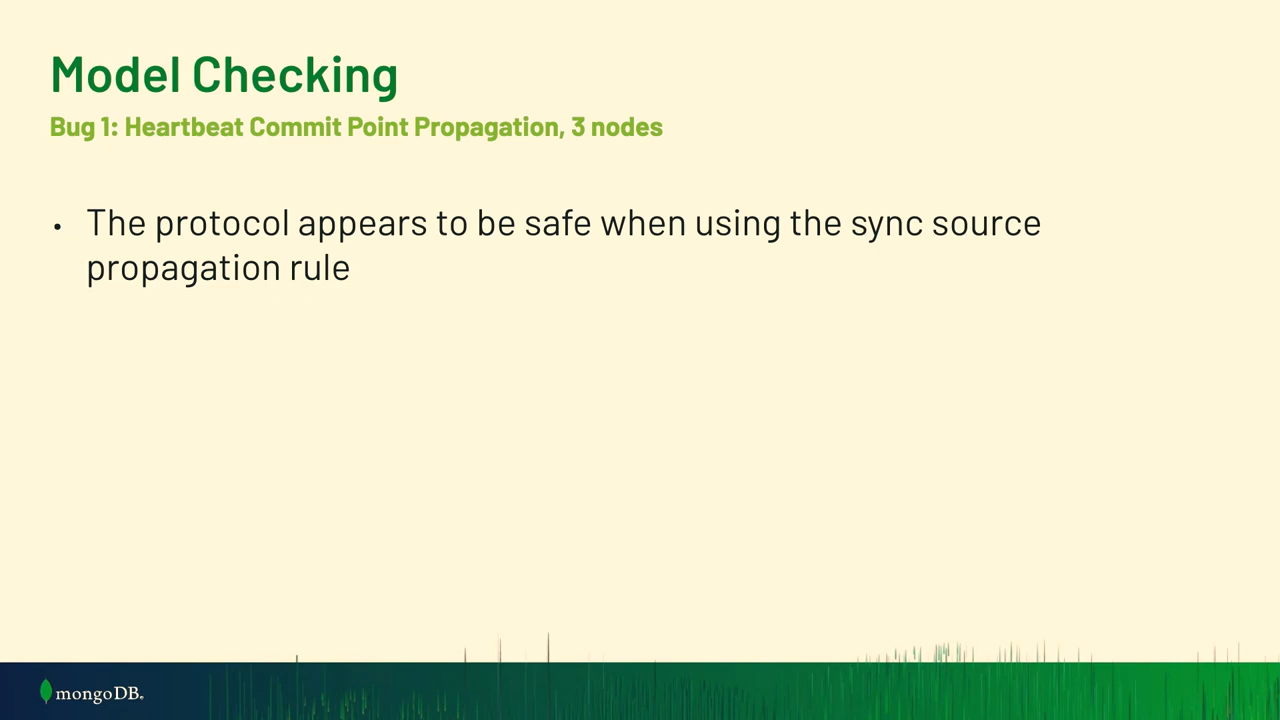 Model Checking
Bug 1: Heartbeat Commit Point Propagation, 3 nodes
• The protocol appears to be safe when using the sync source
propagation rule
mongoDB®